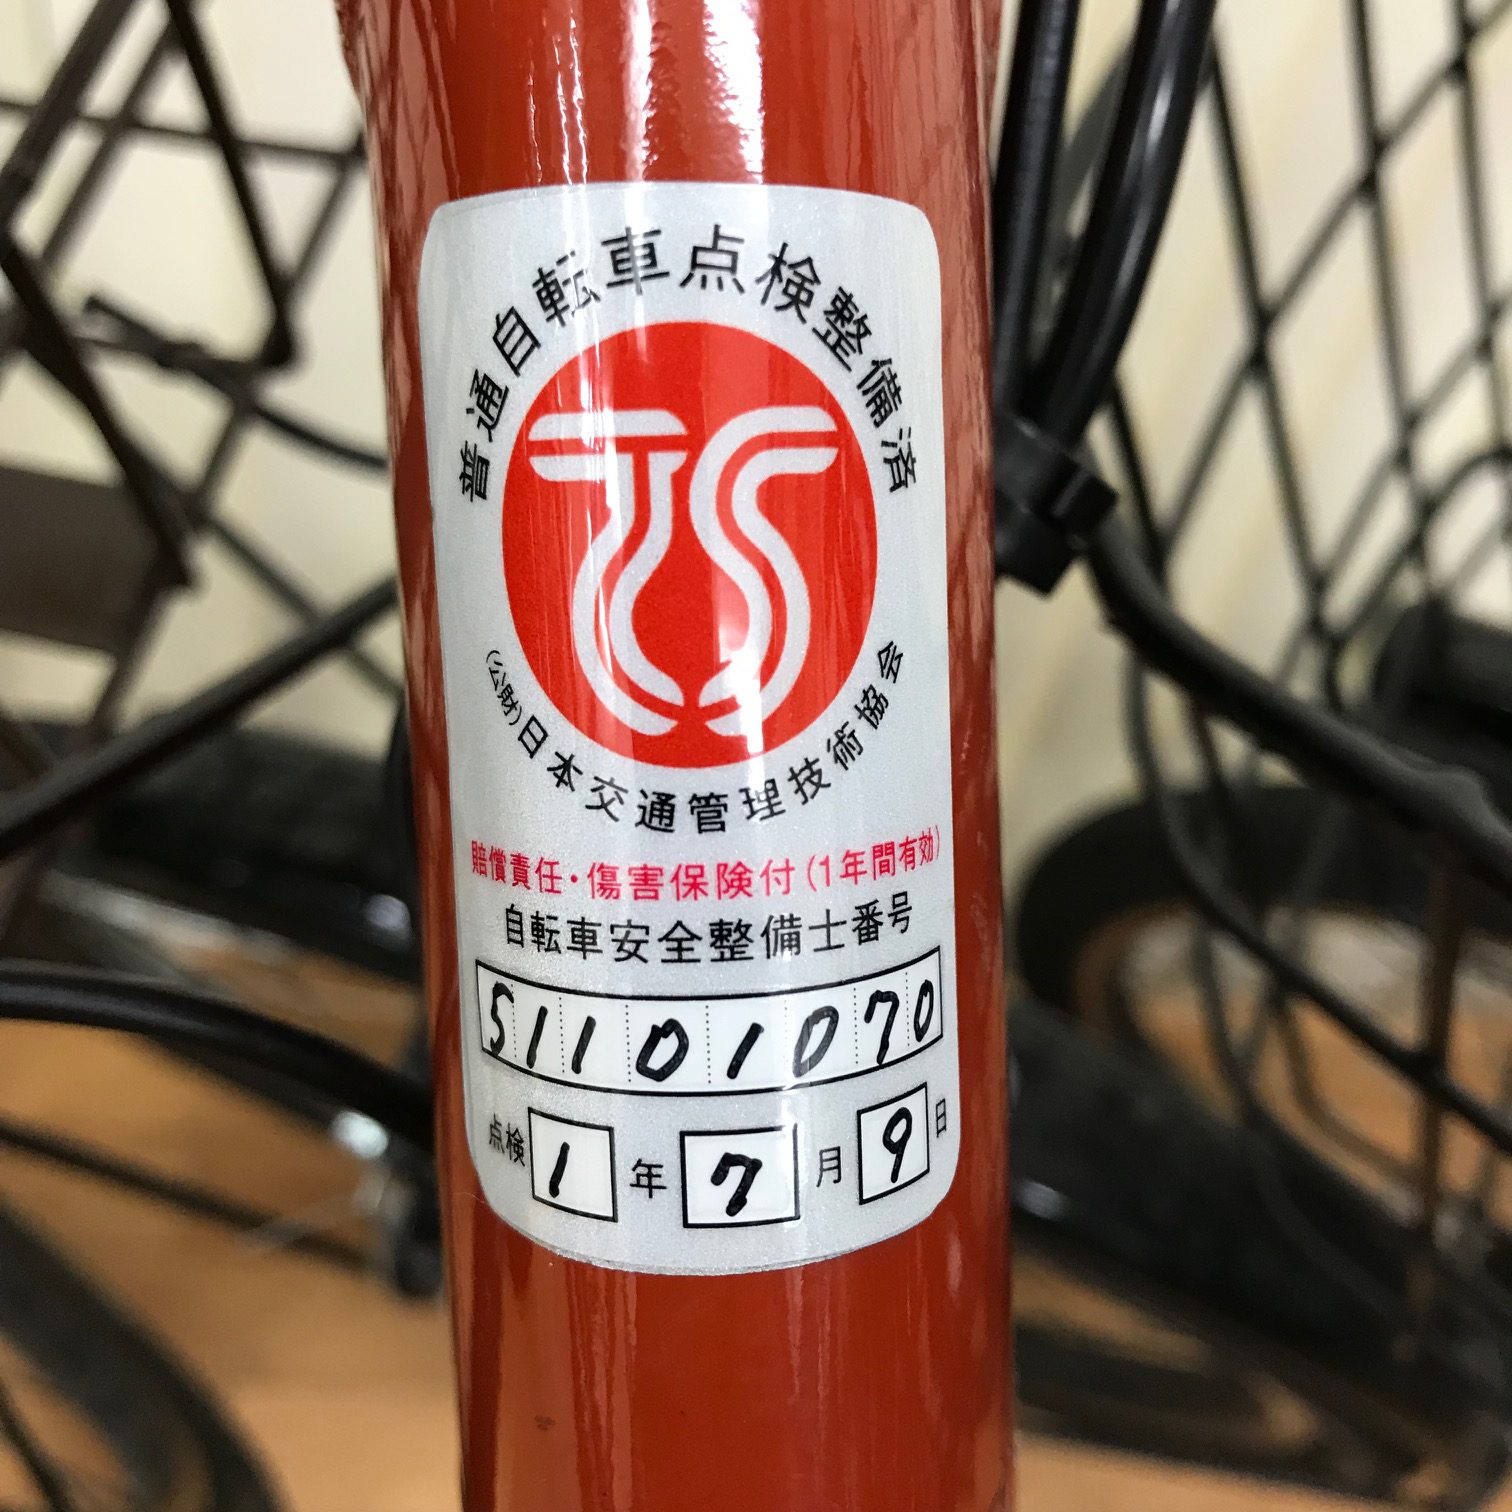 普通自転車点検整備済
TS
(公財)日本交通管理技術協会
賠償責任・傷害保険付(1年間有効)
自転車安全整備士番号
51101070
点検 1 年 7 月 9 日